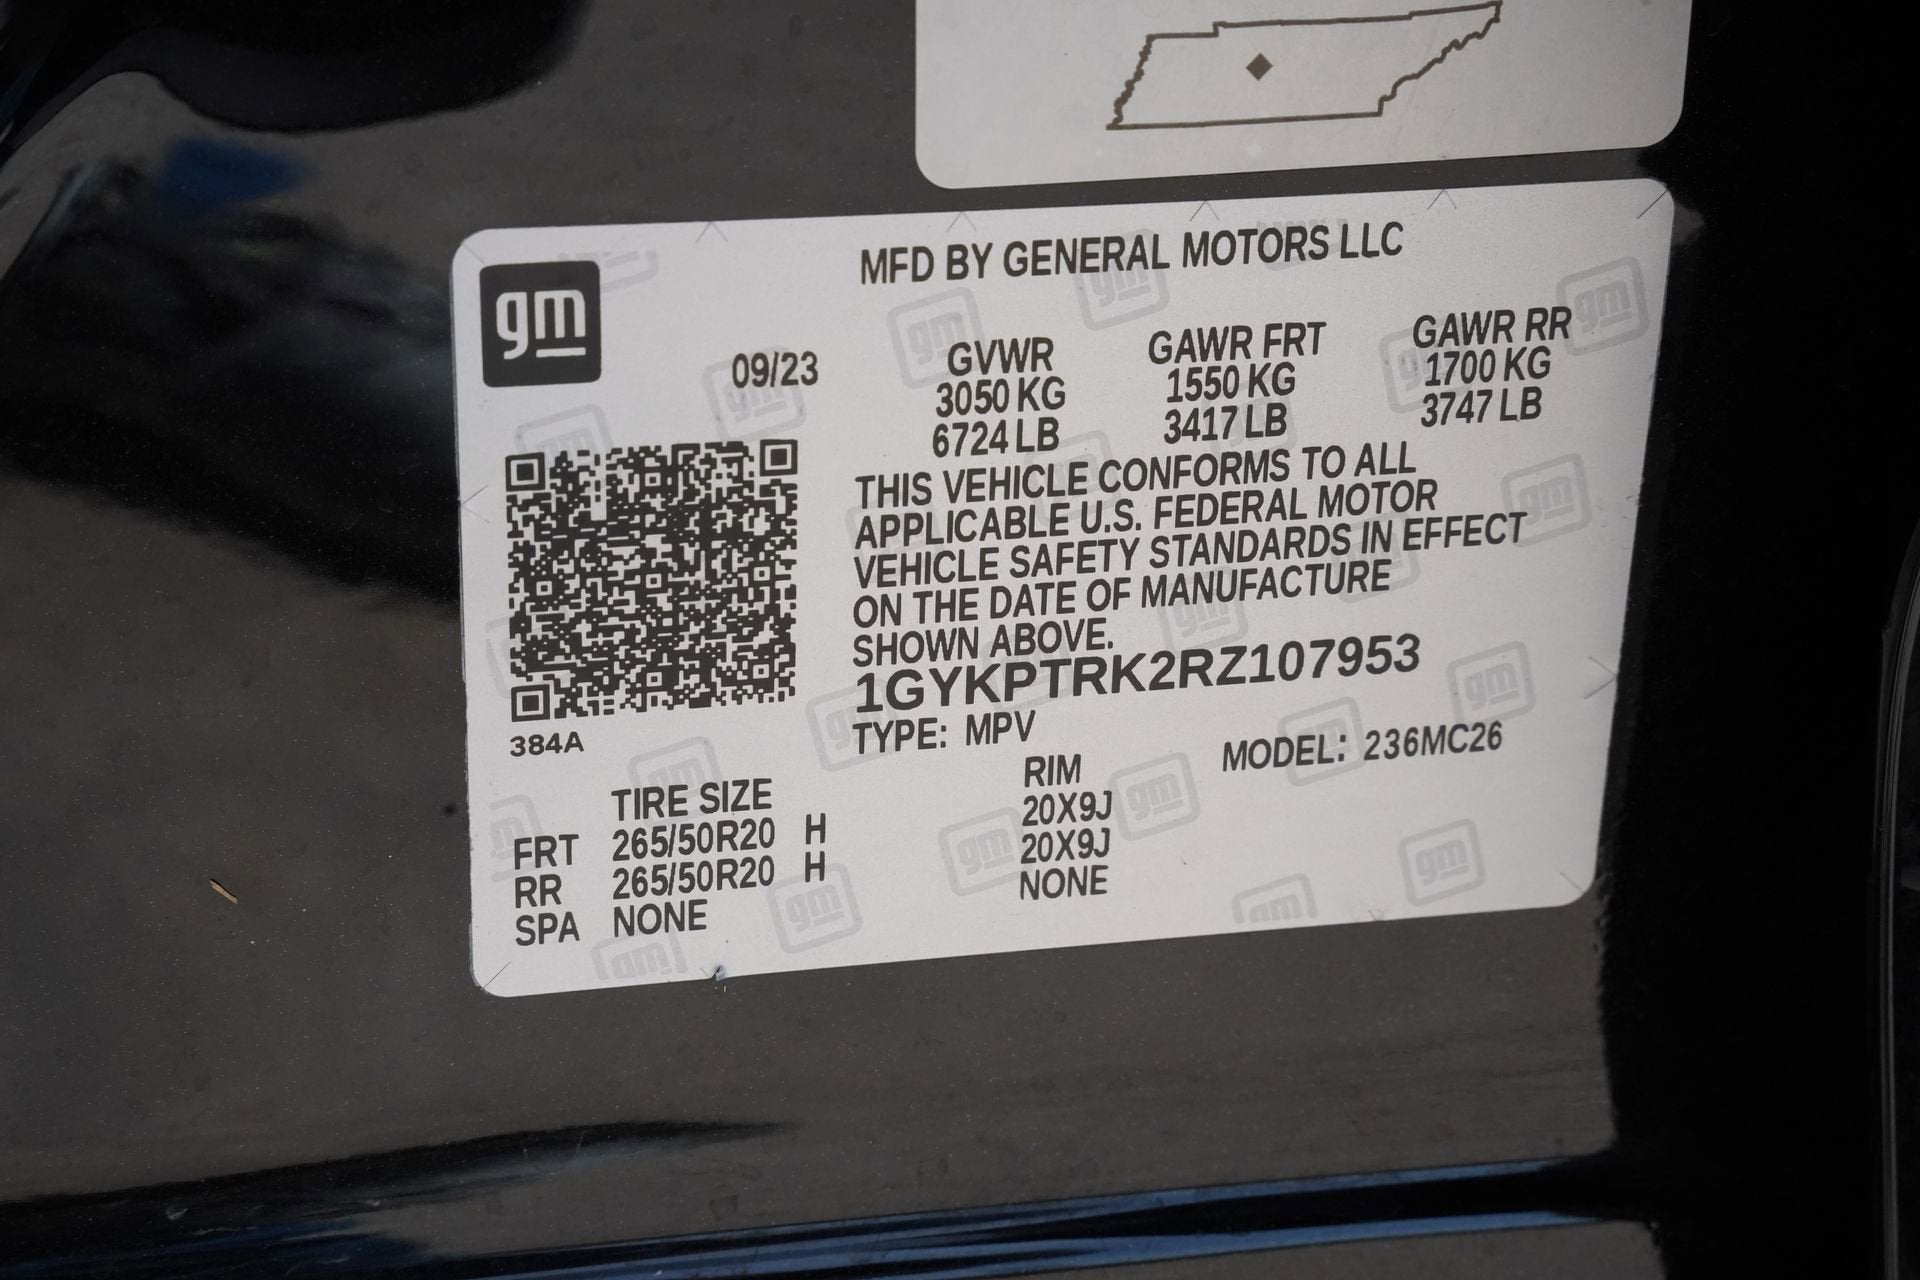 MFD BY GENERAL MOTORS LLC
gm
09/23
GVWR GAWR FRT GAWR RR
3050 KG 1550 KG 1700 KG
6724 LB 3417 LB 3747 LB
THIS VEHICLE CONFORMS TO ALL
APPLICABLE U.S. FEDERAL MOTOR
VEHICLE SAFETY STANDARDS IN EFFECT
ON THE DATE OF MANUFACTURE
SHOWN ABOVE.
1GYKPTRK2RZ107953
TYPE: MPV MODEL: 236MC26
384A
TIRE SIZE RIM
FRT 265/50R20 H 20X9J
RR 265/50R20 H 20X9J
SPA NONE NONE